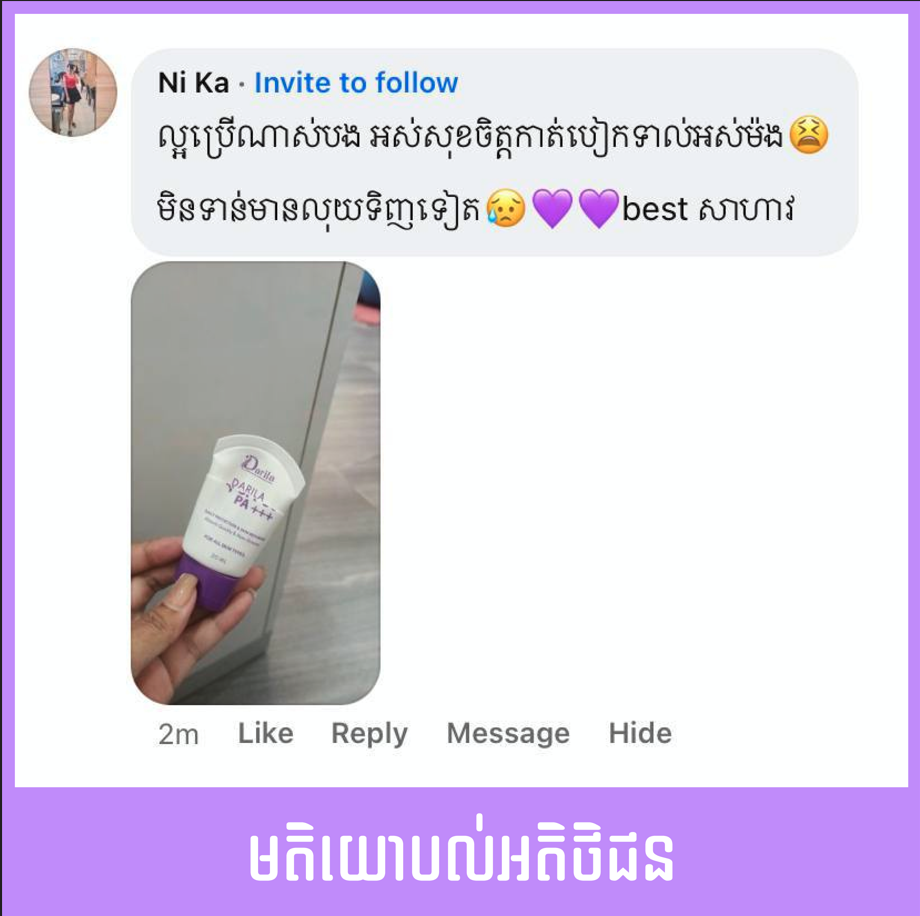 Ni Ka · Invite to follow
ល្អប្រើណាស់បង អស់សុខចិត្តកាត់បៀកទាល់អស់ម៉ង😫
មិនទាន់មានលុយទិញទៀត😥💜💜best សាហាវ
Darila
DARILA
PA+++
FOR ALL SKIN TYPES
2m Like Reply Message Hide
មតិយោបល់អតិថិជន